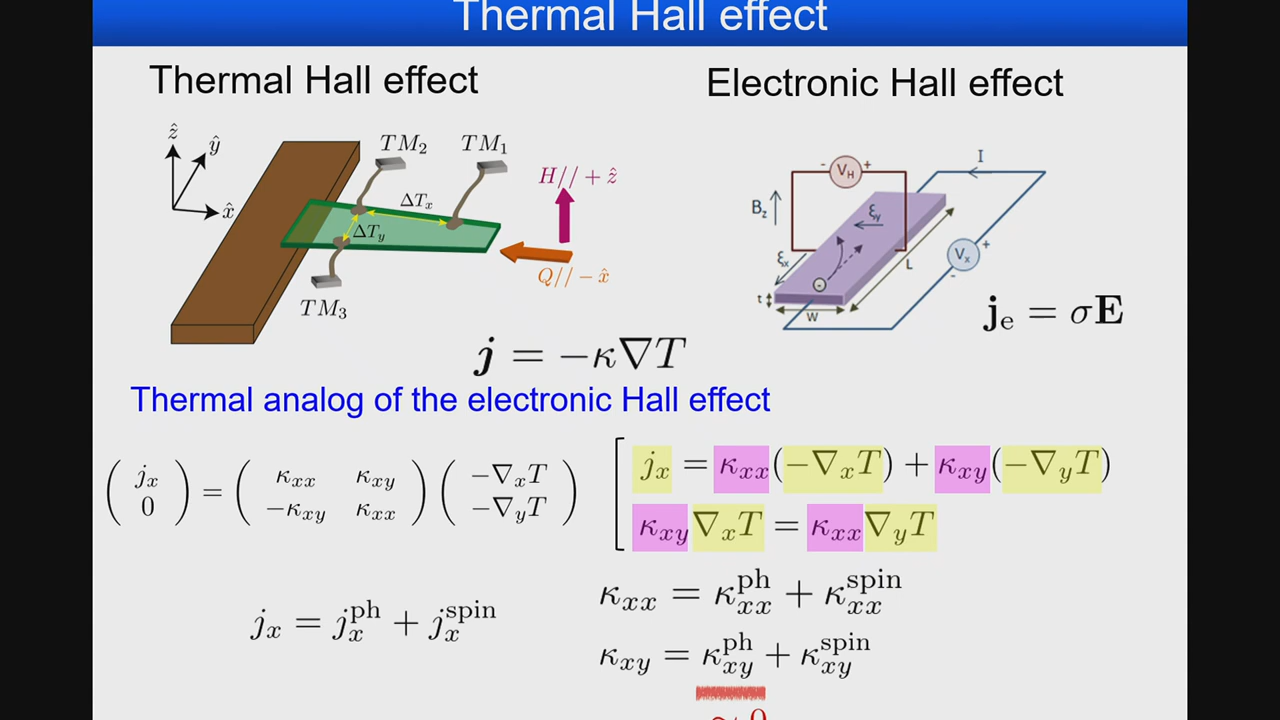 Thermal Hall effect
Thermal Hall effect
Electronic Hall effect
ẑ
ŷ
x̂
TM₂
TM₁
ΔTₓ
ΔT_y
TM₃
H//+ẑ
Q//−x̂
V_H
- +
I
B_z
ξ_y
ξₓ
L
Vₓ
+
-
t
W
j_e = σE
j = −κ∇T
Thermal analog of the electronic Hall effect
( jₓ ) = ( κₓₓ κ_xy ) ( −∇ₓT )
( 0 ) ( −κ_xy κₓₓ ) ( −∇_yT )
jₓ = κₓₓ(−∇ₓT) + κ_xy(−∇_yT)
κ_xy∇ₓT = κₓₓ∇_yT
jₓ = jₓ^ph + jₓ^spin
κₓₓ = κₓₓ^ph + κₓₓ^spin
κ_xy = κ_xy^ph + κ_xy^spin